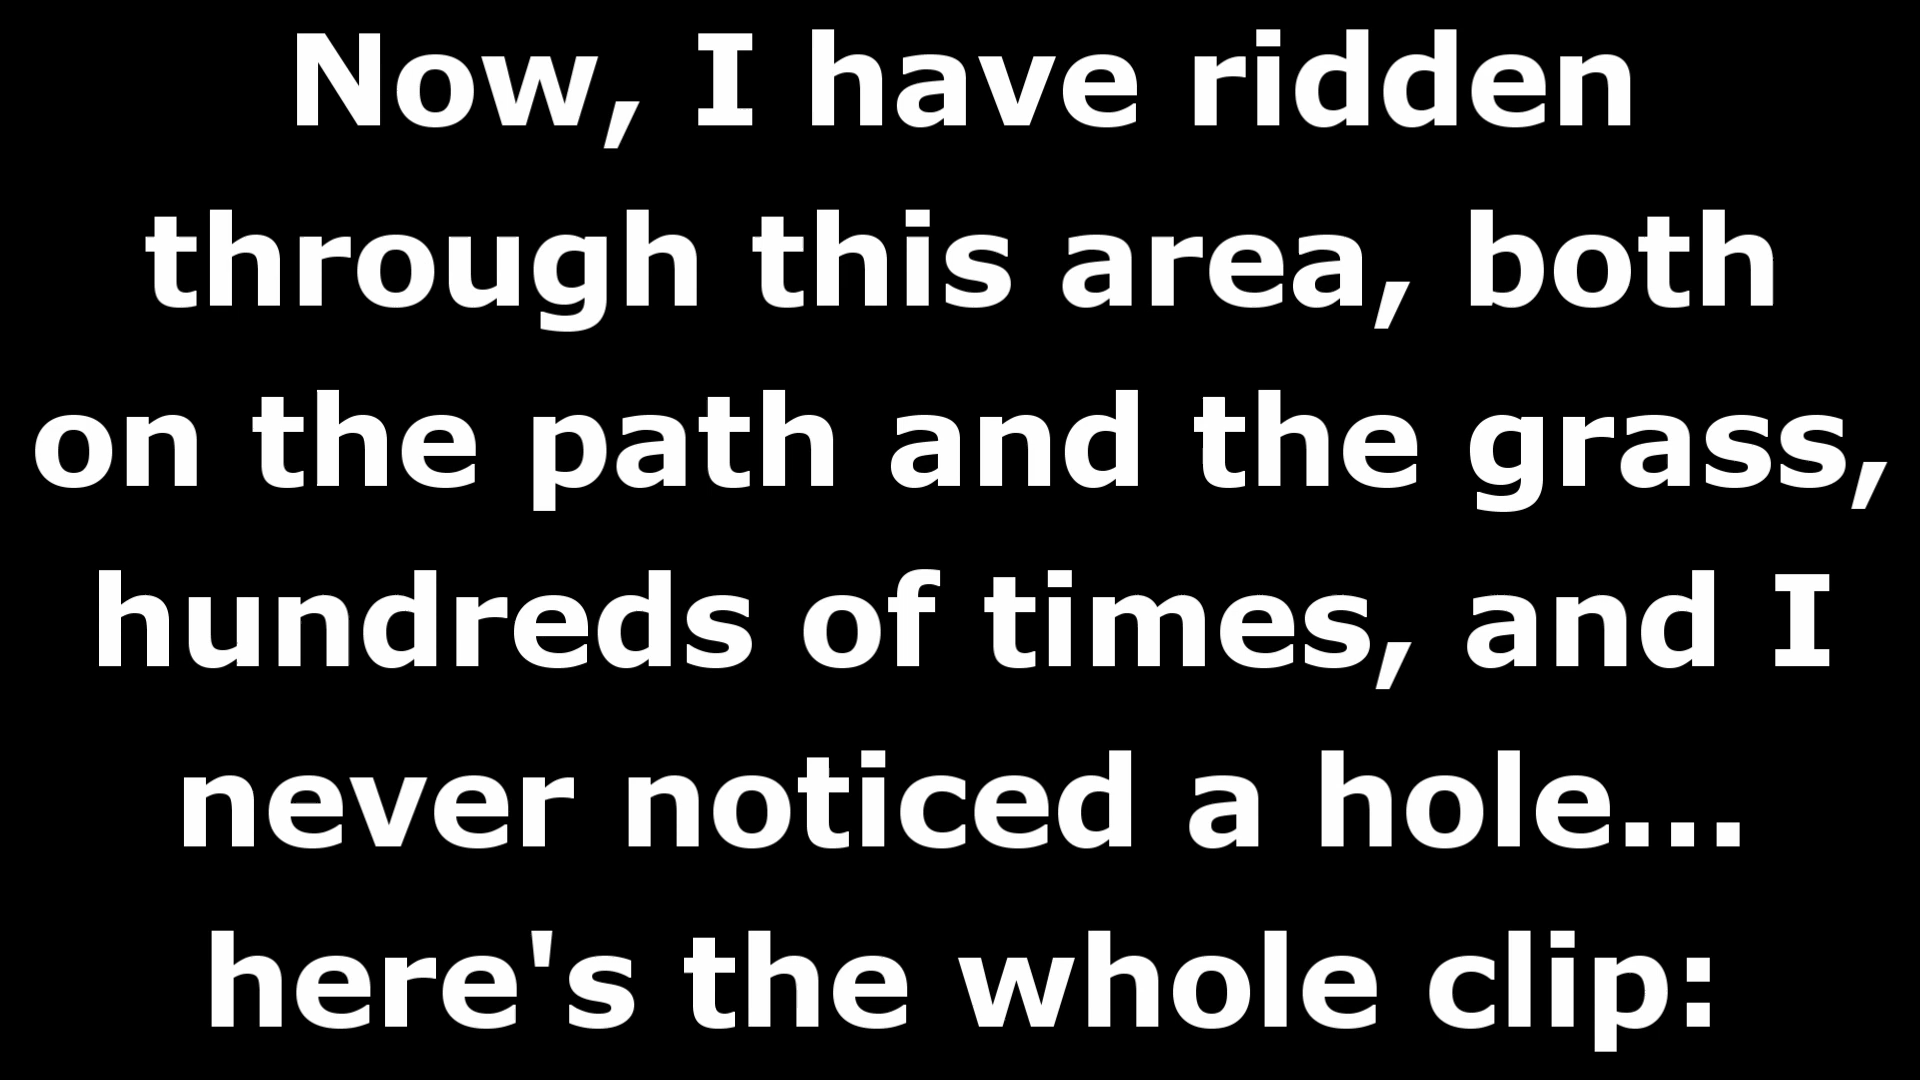 Now, I have ridden
through this area, both
on the path and the grass,
hundreds of times, and I
never noticed a hole...
here's the whole clip: